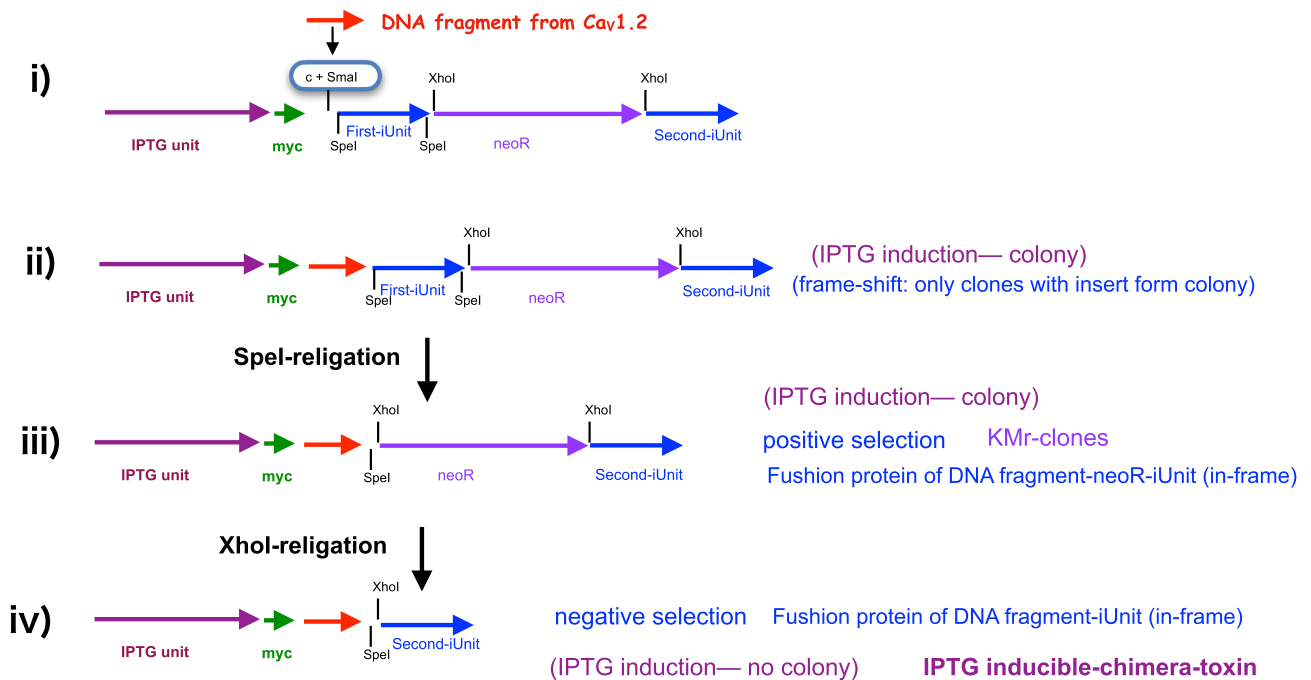 DNA fragment from CaV1.2
i)
c + SmaI
XhoI
XhoI
IPTG unit
myc
SpeI
First-iUnit
SpeI
neoR
Second-iUnit
ii)
XhoI
XhoI
(IPTG induction— colony)
(frame-shift: only clones with insert form colony)
IPTG unit
myc
SpeI
First-iUnit
SpeI
neoR
Second-iUnit
SpeI-religation
iii)
XhoI
XhoI
(IPTG induction— colony)
positive selection
KMr-clones
IPTG unit
myc
SpeI
neoR
Second-iUnit
Fushion protein of DNA fragment-neoR-iUnit (in-frame)
XhoI-religation
iv)
XhoI
negative selection
Fushion protein of DNA fragment-iUnit (in-frame)
IPTG unit
myc
SpeI
Second-iUnit
(IPTG induction— no colony)
IPTG inducible-chimera-toxin